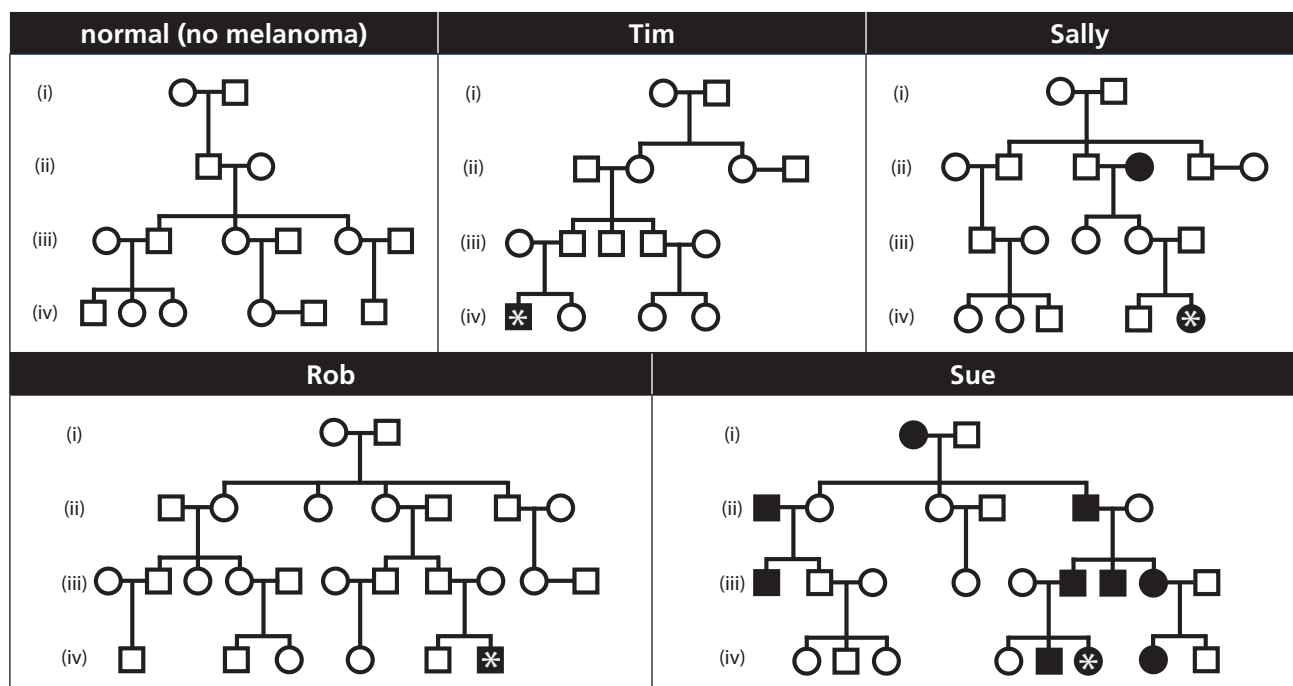 normal (no melanoma)
(i)
(ii)
(iii)
(iv)
Tim
(i)
(ii)
(iii)
(iv)
*
Sally
(i)
(ii)
(iii)
(iv)
*
Rob
(i)
(ii)
(iii)
(iv)
*
Sue
(i)
(ii)
(iii)
(iv)
*